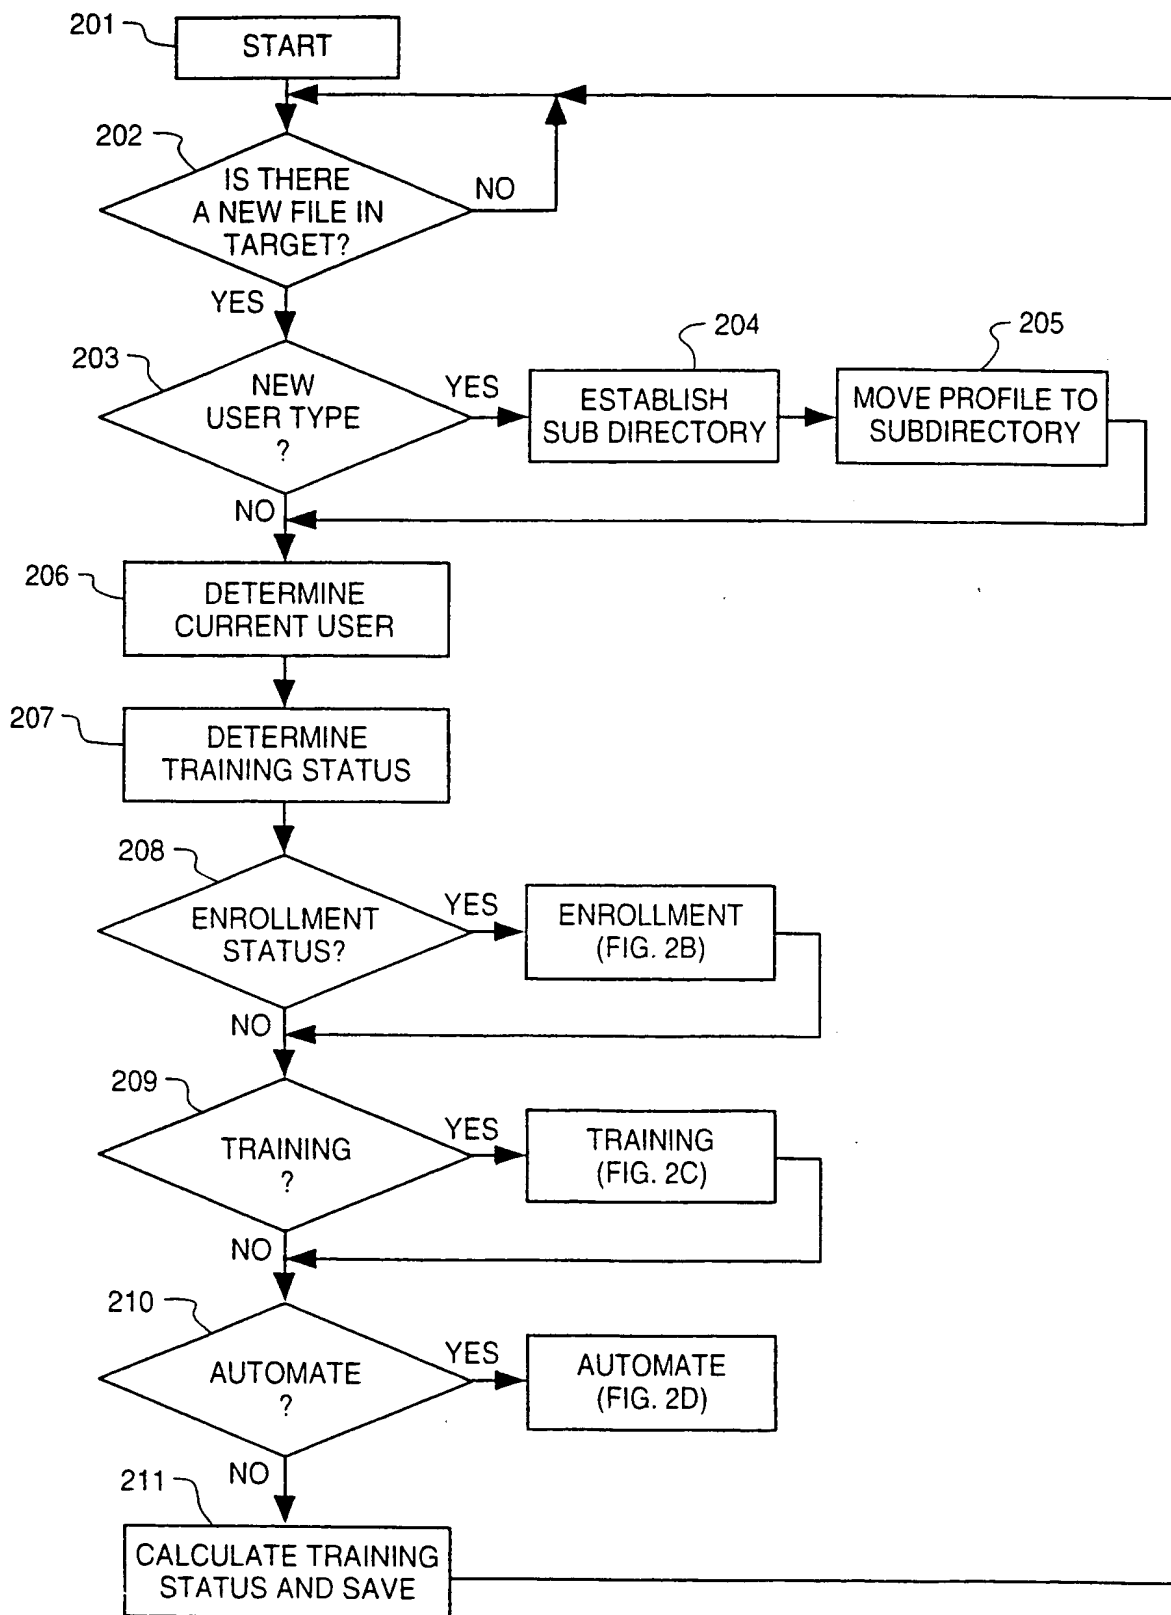 201
START
202
IS THERE
A NEW FILE IN
TARGET?
NO
YES
203
NEW
USER TYPE
?
YES
204
ESTABLISH
SUB DIRECTORY
205
MOVE PROFILE TO
SUBDIRECTORY
NO
206
DETERMINE
CURRENT USER
207
DETERMINE
TRAINING STATUS
208
ENROLLMENT
STATUS?
YES
ENROLLMENT
(FIG. 2B)
NO
209
TRAINING
?
YES
TRAINING
(FIG. 2C)
NO
210
AUTOMATE
?
YES
AUTOMATE
(FIG. 2D)
NO
211
CALCULATE TRAINING
STATUS AND SAVE